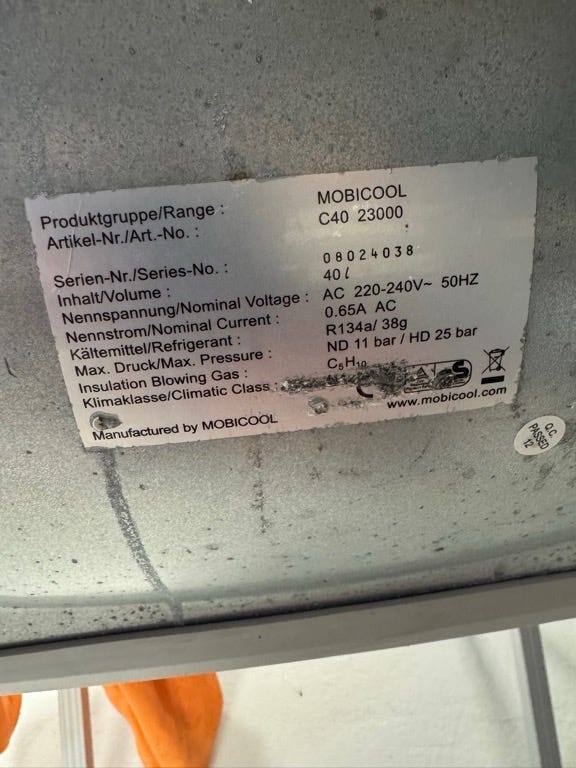 Produktgruppe/Range : MOBICOOL
Artikel-Nr./Art.-No. : C40 23000
Serien-Nr./Series-No. : 08024038
Inhalt/Volume : 40 l
Nennspannung/Nominal Voltage : AC 220-240V~ 50HZ
Nennstrom/Nominal Current : 0.65A AC
Kältemittel/Refrigerant : R134a/ 38g
Max. Druck/Max. Pressure : ND 11 bar / HD 25 bar
Insulation Blowing Gas : C₅H₁₀
Klimaklasse/Climatic Class :
Manufactured by MOBICOOL www.mobicool.com
Q.C.
PASSED
12